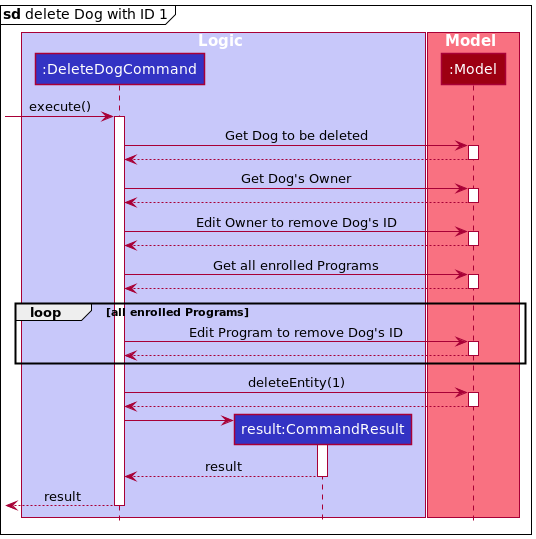 sd delete Dog with ID 1
Logic
Model
:DeleteDogCommand
:Model
execute()
Get Dog to be deleted
Get Dog's Owner
Edit Owner to remove Dog's ID
Get all enrolled Programs
loop
[all enrolled Programs]
Edit Program to remove Dog's ID
deleteEntity(1)
result:CommandResult
result
result